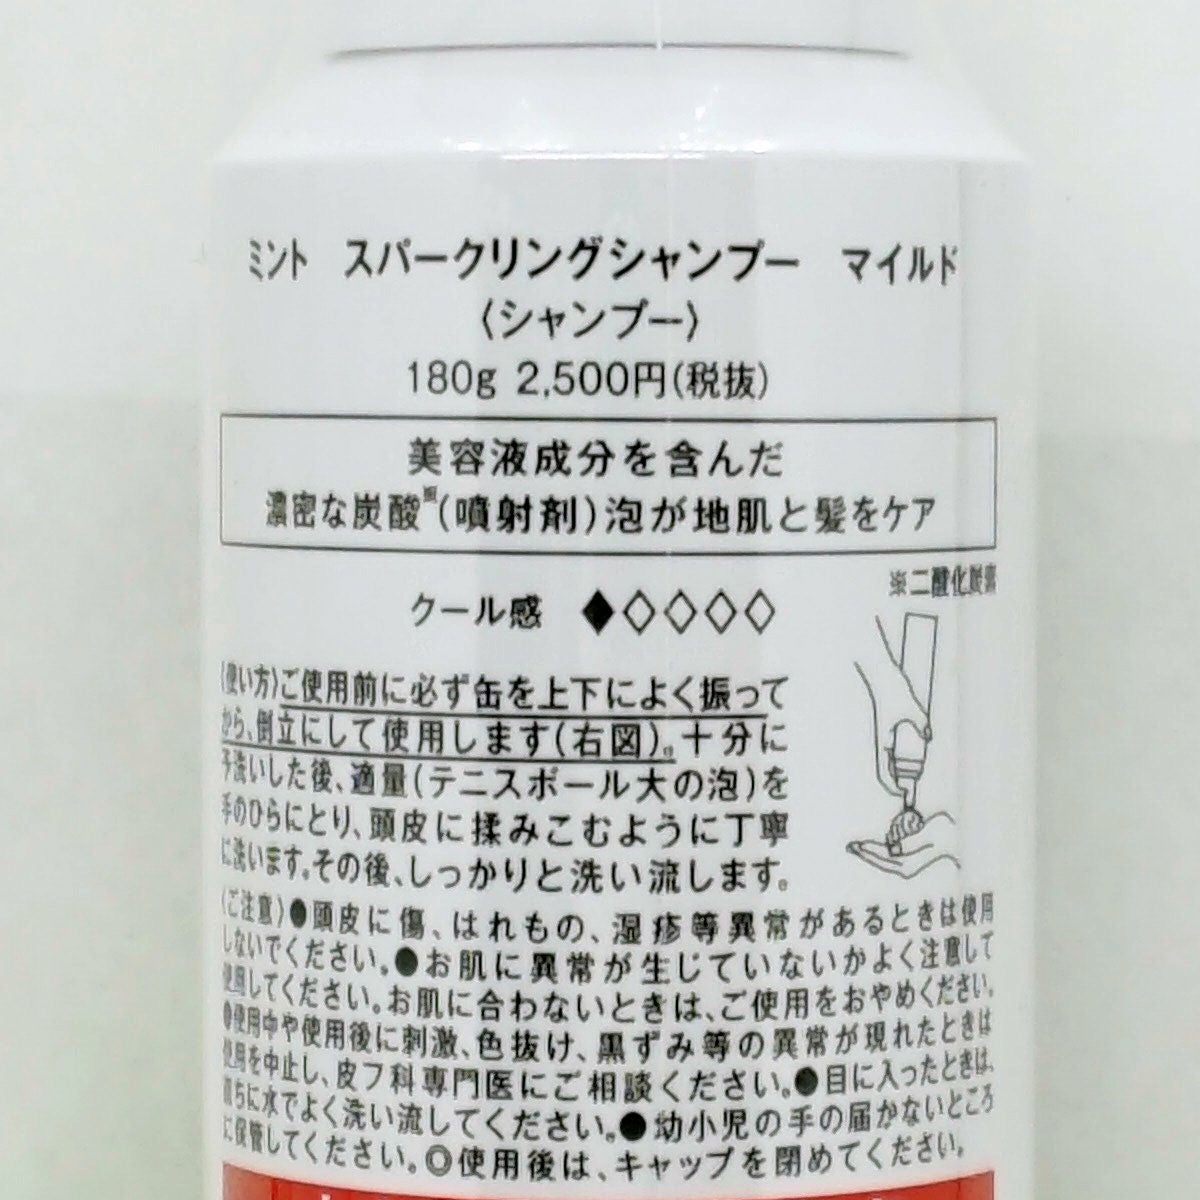 ミント　スパークリングシャンプー　マイルド
〈シャンプー〉
180g 2,500円(税抜)
美容液成分を含んだ
濃密な炭酸※(噴射剤)泡が地肌と髪をケア
※二酸化炭素
クール感 ◆◇◇◇◇
〈使い方〉ご使用前に必ず缶を上下によく振って
から、倒立にして使用します(右図)。十分に
予洗いした後、適量(テニスボール大の泡)を
手のひらにとり、頭皮に揉みこむように丁寧
に洗います。その後、しっかりと洗い流します。
〈ご注意〉●頭皮に傷、はれもの、湿疹等異常があるときは使用
しないでください。●お肌に異常が生じていないかよく注意して
使用してください。お肌に合わないときは、ご使用をおやめください。
●使用中や使用後に刺激、色抜け、黒ずみ等の異常が現れたときは
使用を中止し、皮フ科専門医にご相談ください。●目に入ったときは、
直ちに水でよく洗い流してください。●幼小児の手の届かないところ
に保管してください。◎使用後は、キャップを閉めてください。